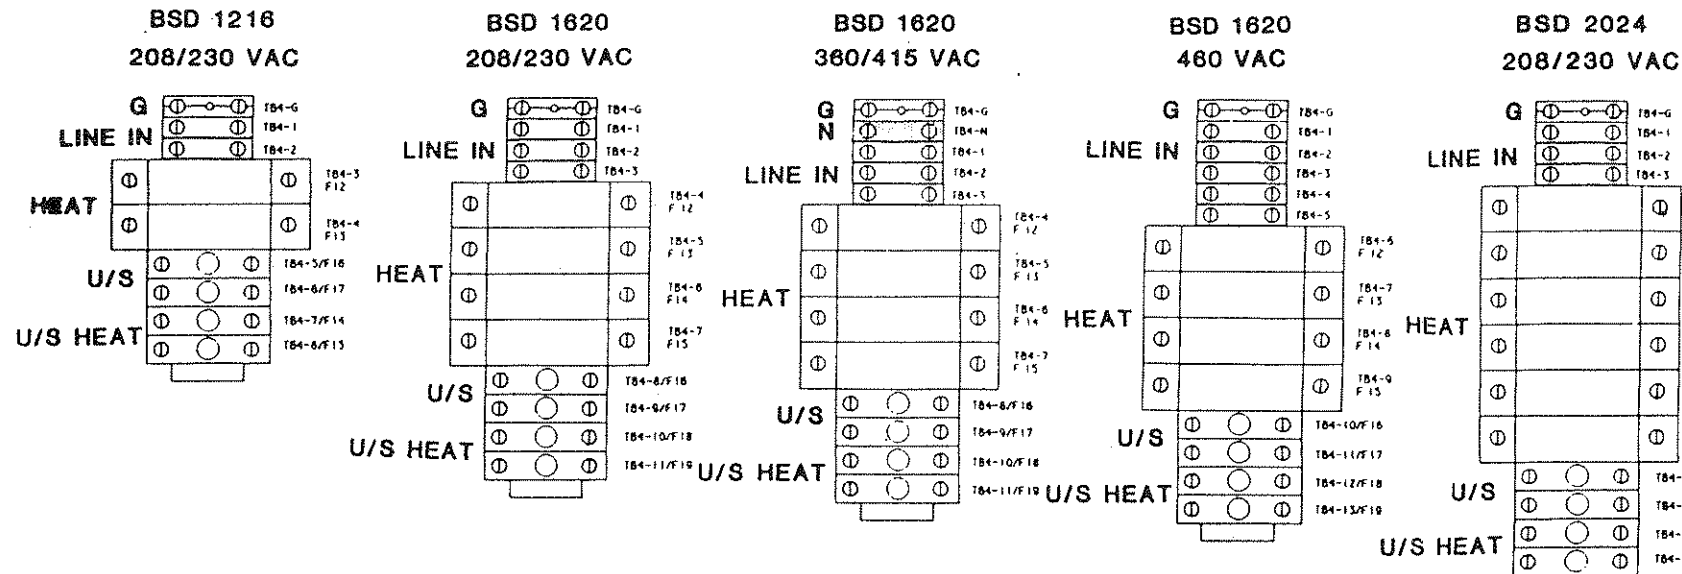 BSD 1216
208/230 VAC
G
TB4-G
LINE IN
TB4-1
TB4-2
HEAT
TB4-3
F12
TB4-4
F13
U/S
TB4-5/F16
TB4-6/F17
U/S HEAT
TB4-7/F14
TB4-8/F15
BSD 1620
208/230 VAC
G
TB4-G
LINE IN
TB4-1
TB4-2
TB4-3
HEAT
TB4-4
F12
TB4-5
F13
TB4-6
F14
TB4-7
F15
U/S
TB4-8/F16
TB4-9/F17
U/S HEAT
TB4-10/F18
TB4-11/F19
BSD 1620
380/415 VAC
G
TB4-G
N
TB4-N
LINE IN
TB4-1
TB4-2
TB4-3
HEAT
TB4-4
F12
TB4-5
F13
TB4-6
F14
TB4-7
F15
U/S
TB4-8/F16
TB4-9/F17
U/S HEAT
TB4-10/F18
TB4-11/F19
BSD 1620
460 VAC
G
TB4-G
LINE IN
TB4-1
TB4-2
TB4-3
TB4-4
TB4-5
HEAT
TB4-6
F12
TB4-7
F13
TB4-8
F14
TB4-9
F15
U/S
TB4-10/F16
TB4-11/F17
U/S HEAT
TB4-12/F18
TB4-13/F19
BSD 2024
208/230 VAC
G
TB4-G
LINE IN
TB4-1
TB4-2
TB4-3
HEAT
U/S
TB4-
TB4-
U/S HEAT
TB4-
TB4-